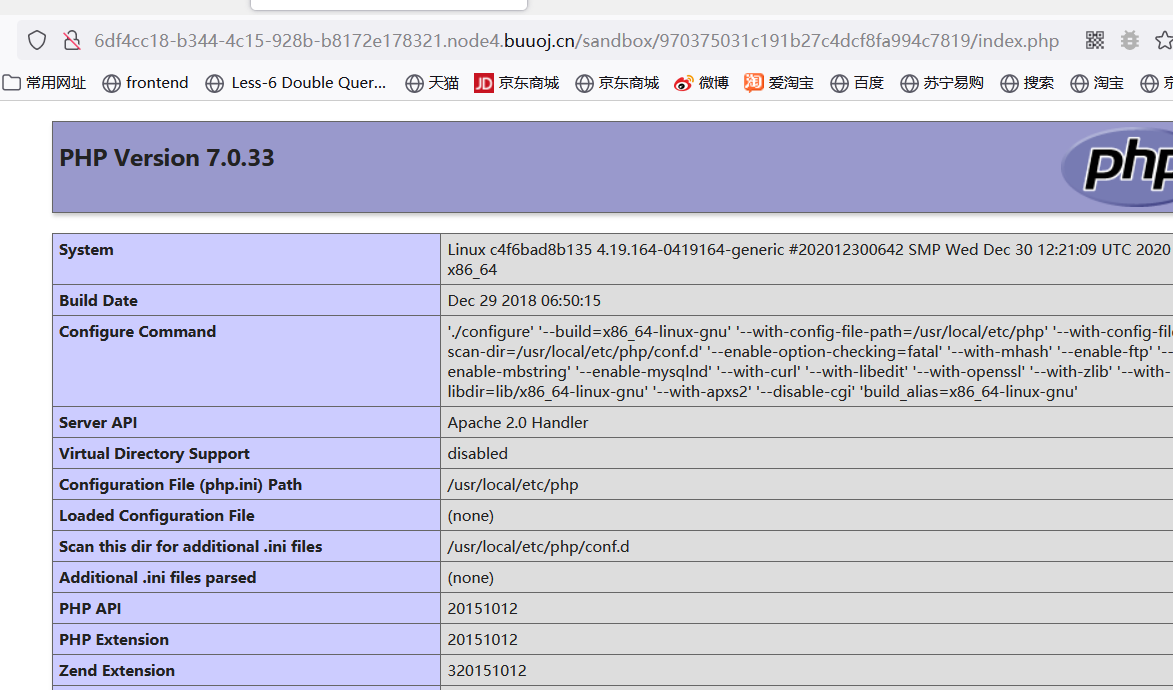 6df4cc18-b344-4c15-928b-b8172e178321.node4.buuoj.cn/sandbox/970375031c191b27c4dcf8fa994c7819/index.php
常用网址 frontend Less-6 Double Quer... 天猫 JD 京东商城 京东商城 微博 淘 爱淘宝 百度 苏宁易购 搜索 淘宝
PHP Version 7.0.33
php
System Linux c4f6bad8b135 4.19.164-0419164-generic #202012300642 SMP Wed Dec 30 12:21:09 UTC 2020
x86_64
Build Date Dec 29 2018 06:50:15
Configure Command './configure' '--build=x86_64-linux-gnu' '--with-config-file-path=/usr/local/etc/php' '--with-config-file
scan-dir=/usr/local/etc/php/conf.d' '--enable-option-checking=fatal' '--with-mhash' '--enable-ftp' '--
enable-mbstring' '--enable-mysqlnd' '--with-curl' '--with-libedit' '--with-openssl' '--with-zlib' '--with-
libdir=lib/x86_64-linux-gnu' '--with-apxs2' '--disable-cgi' 'build_alias=x86_64-linux-gnu'
Server API Apache 2.0 Handler
Virtual Directory Support disabled
Configuration File (php.ini) Path /usr/local/etc/php
Loaded Configuration File (none)
Scan this dir for additional .ini files /usr/local/etc/php/conf.d
Additional .ini files parsed (none)
PHP API 20151012
PHP Extension 20151012
Zend Extension 320151012